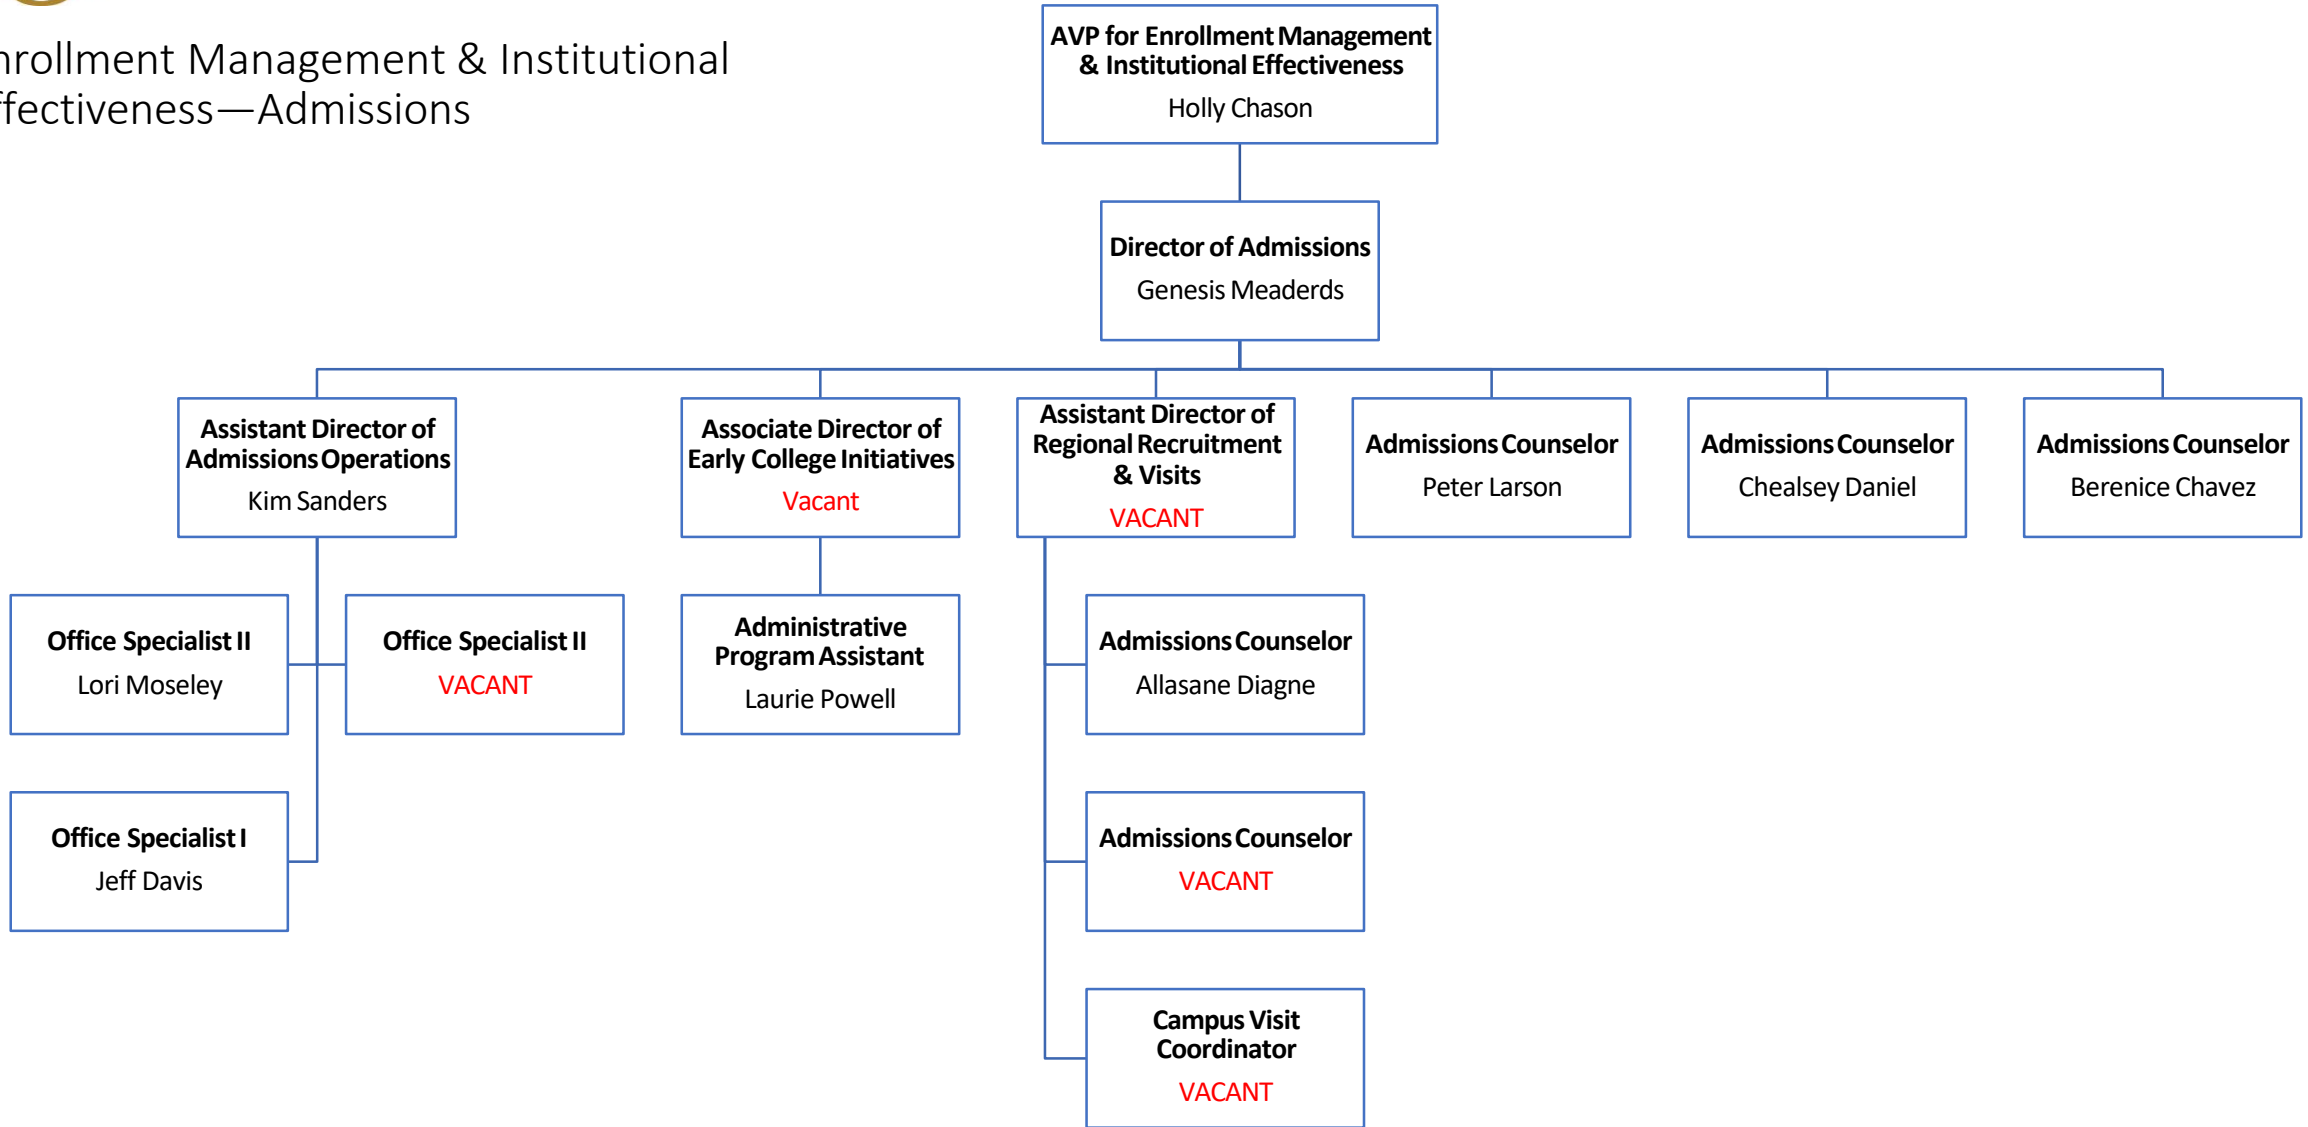 nrollment Management & Institutional
ffectiveness—Admissions
AVP for Enrollment Management
& Institutional Effectiveness
Holly Chason
Director of Admissions
Genesis Meaderds
Assistant Director of
Admissions Operations
Kim Sanders
Associate Director of
Early College Initiatives
Vacant
Assistant Director of
Regional Recruitment
& Visits
VACANT
Admissions Counselor
Peter Larson
Admissions Counselor
Chealsey Daniel
Admissions Counselor
Berenice Chavez
Office Specialist II
Lori Moseley
Office Specialist II
VACANT
Administrative
Program Assistant
Laurie Powell
Admissions Counselor
Allasane Diagne
Office Specialist I
Jeff Davis
Admissions Counselor
VACANT
Campus Visit
Coordinator
VACANT